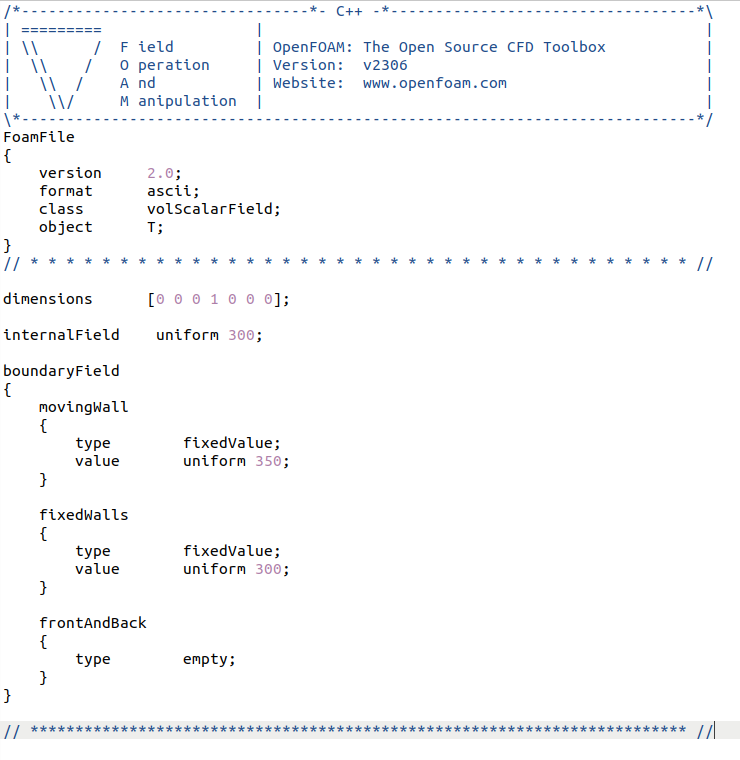 /*--------------------------------*- C++ -*----------------------------------*\
| =========                 |                                                 |
| \\      /  F ield         | OpenFOAM: The Open Source CFD Toolbox           |
|  \\    /   O peration     | Version:  v2306                                 |
|   \\  /    A nd           | Website:  www.openfoam.com                      |
|    \\/     M anipulation  |                                                 |
\*---------------------------------------------------------------------------*/
FoamFile
{
    version     2.0;
    format      ascii;
    class       volScalarField;
    object      T;
}
// * * * * * * * * * * * * * * * * * * * * * * * * * * * * * * * * * * * * * //

dimensions      [0 0 0 1 0 0 0];

internalField    uniform 300;

boundaryField
{
    movingWall
    {
        type        fixedValue;
        value       uniform 350;
    }

    fixedWalls
    {
        type        fixedValue;
        value       uniform 300;
    }

    frontAndBack
    {
        type        empty;
    }
}

// ************************************************************************* //